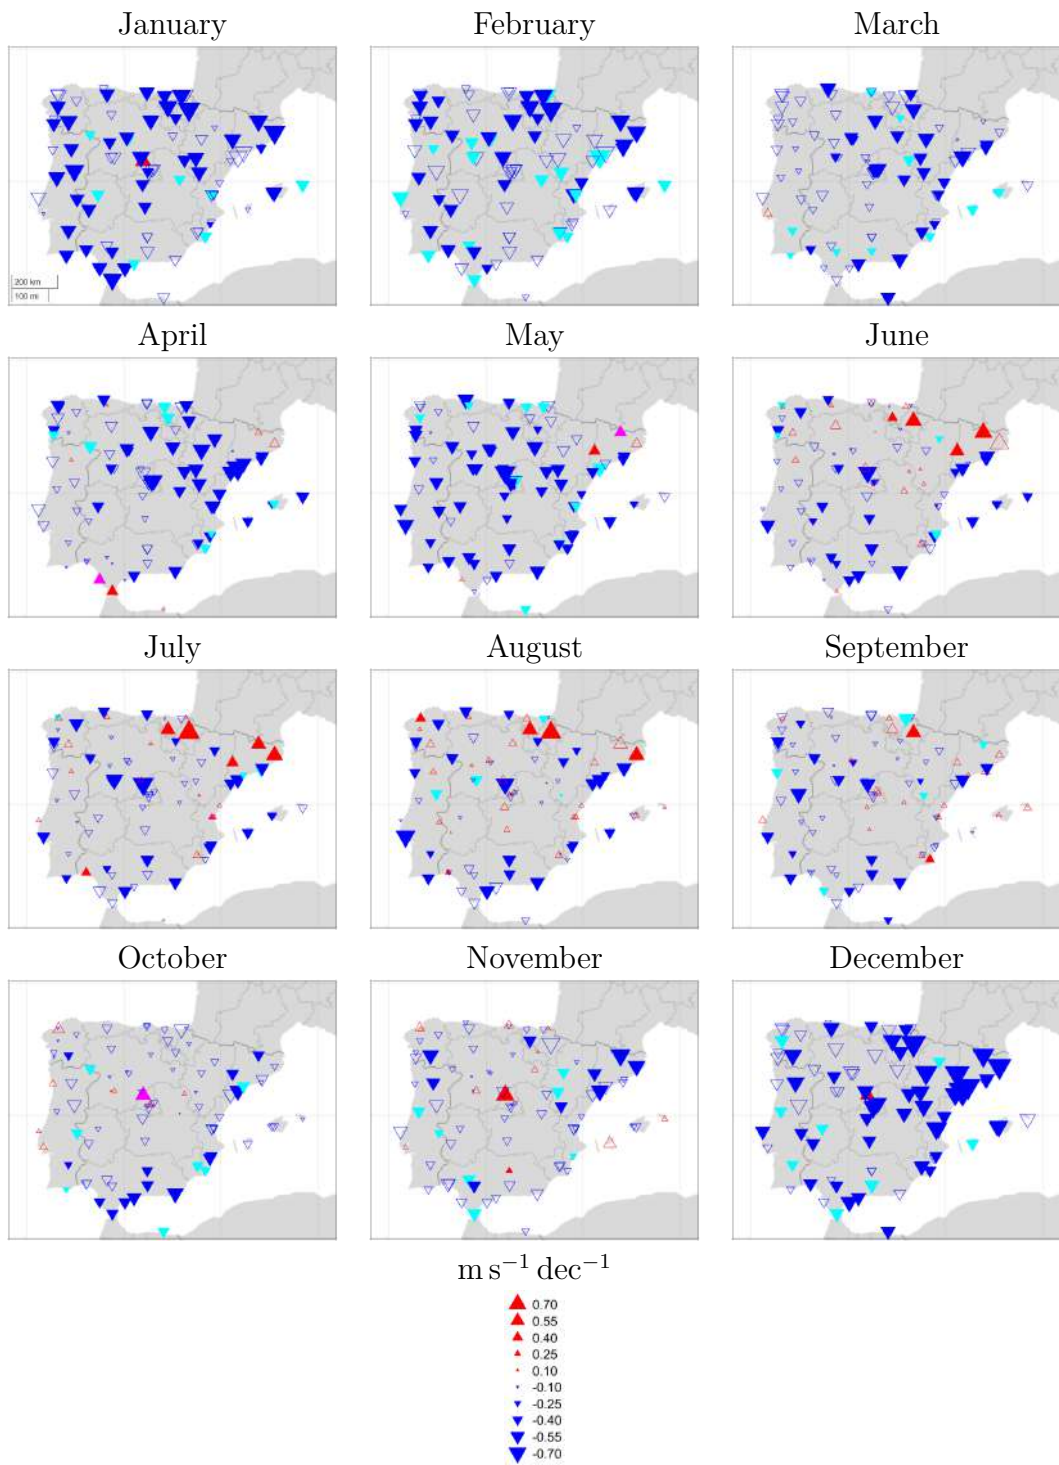 January February March
200 km
100 mi
April May June
July August September
October November December
m s⁻¹ dec⁻¹
0.70
0.55
0.40
0.25
0.10
-0.10
-0.25
-0.40
-0.55
-0.70